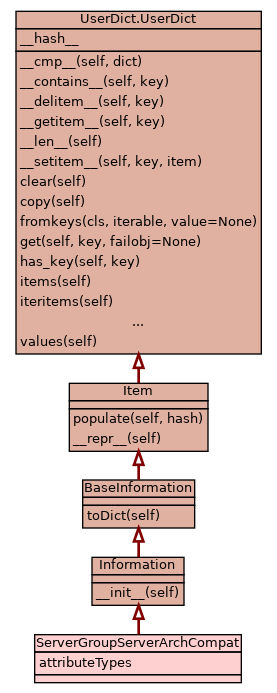 UserDict.UserDict
__hash__
__cmp__(self, dict)
__contains__(self, key)
__delitem__(self, key)
__getitem__(self, key)
__len__(self)
__setitem__(self, key, item)
clear(self)
copy(self)
fromkeys(cls, iterable, value=None)
get(self, key, failobj=None)
has_key(self, key)
items(self)
iteritems(self)
...
values(self)
Item
populate(self, hash)
__repr__(self)
BaseInformation
toDict(self)
Information
__init__(self)
ServerGroupServerArchCompat
attributeTypes